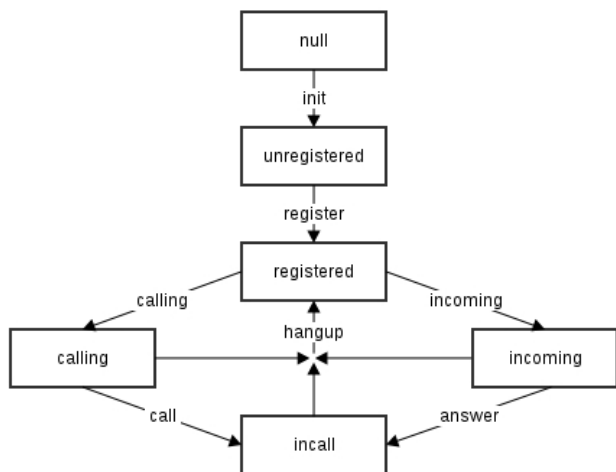 null
init
unregistered
register
registered
calling
incoming
hangup
calling
incoming
call
answer
incall